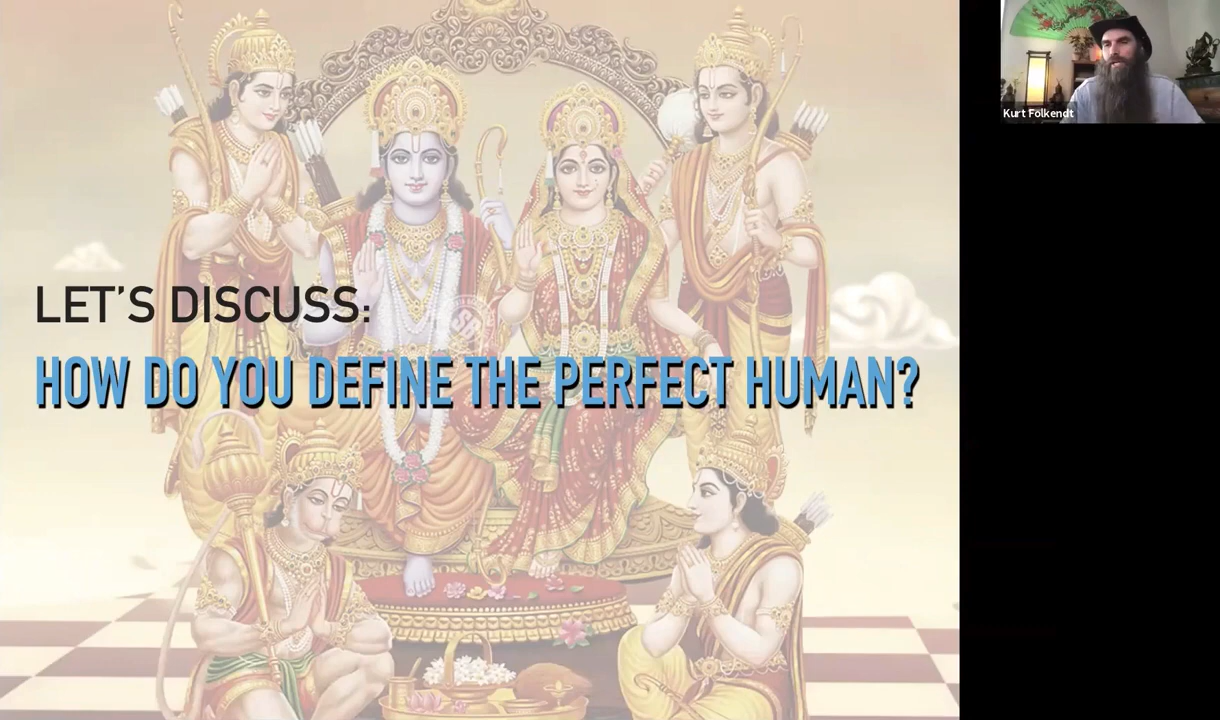 LET'S DISCUSS:
HOW DO YOU DEFINE THE PERFECT HUMAN?
Kurt Folkendt